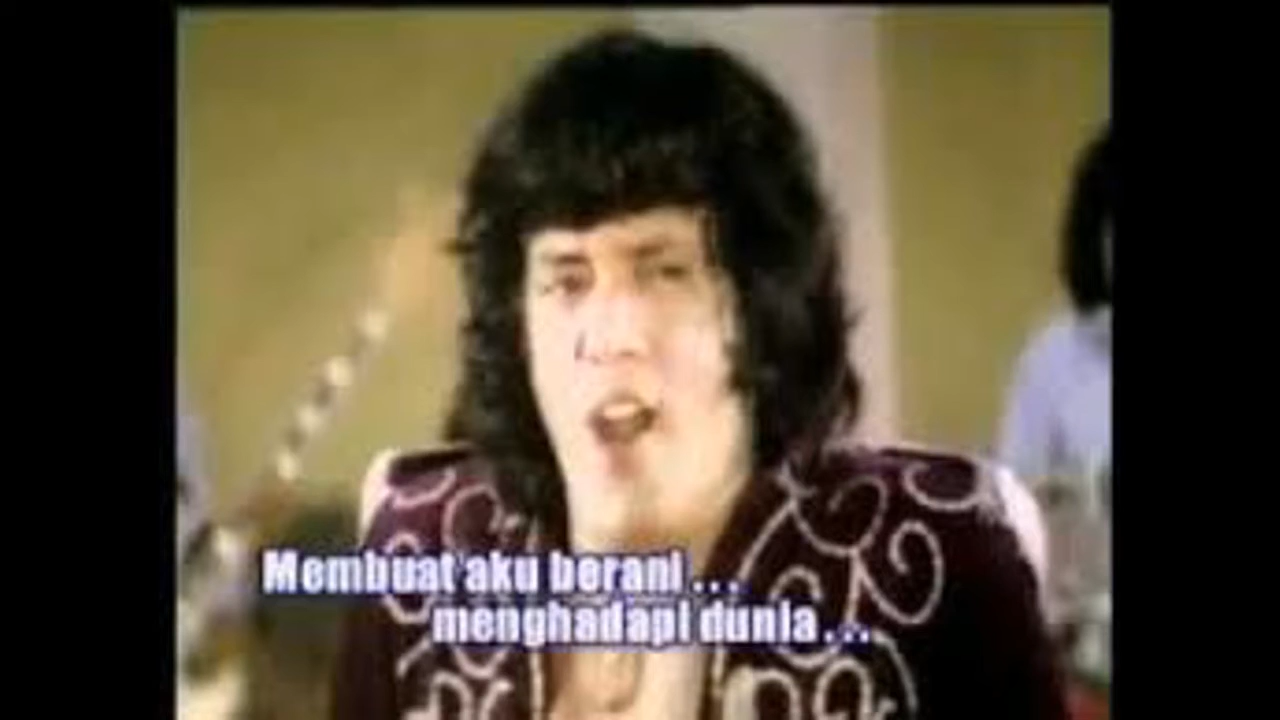 Membuat aku berani . . .
menghadapi dunia . . .